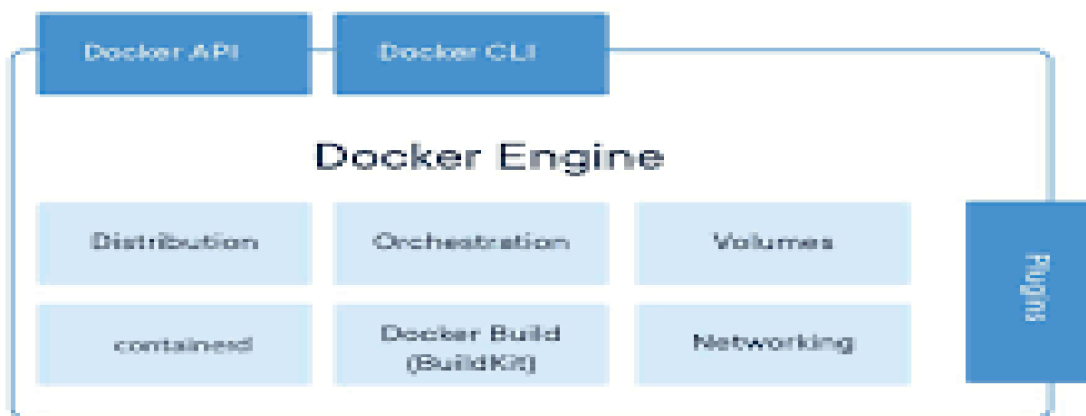 Docker API
Docker CLI
Docker Engine
Distribution
Orchestration
Volumes
containerd
Docker Build
(BuildKit)
Networking
Plugins